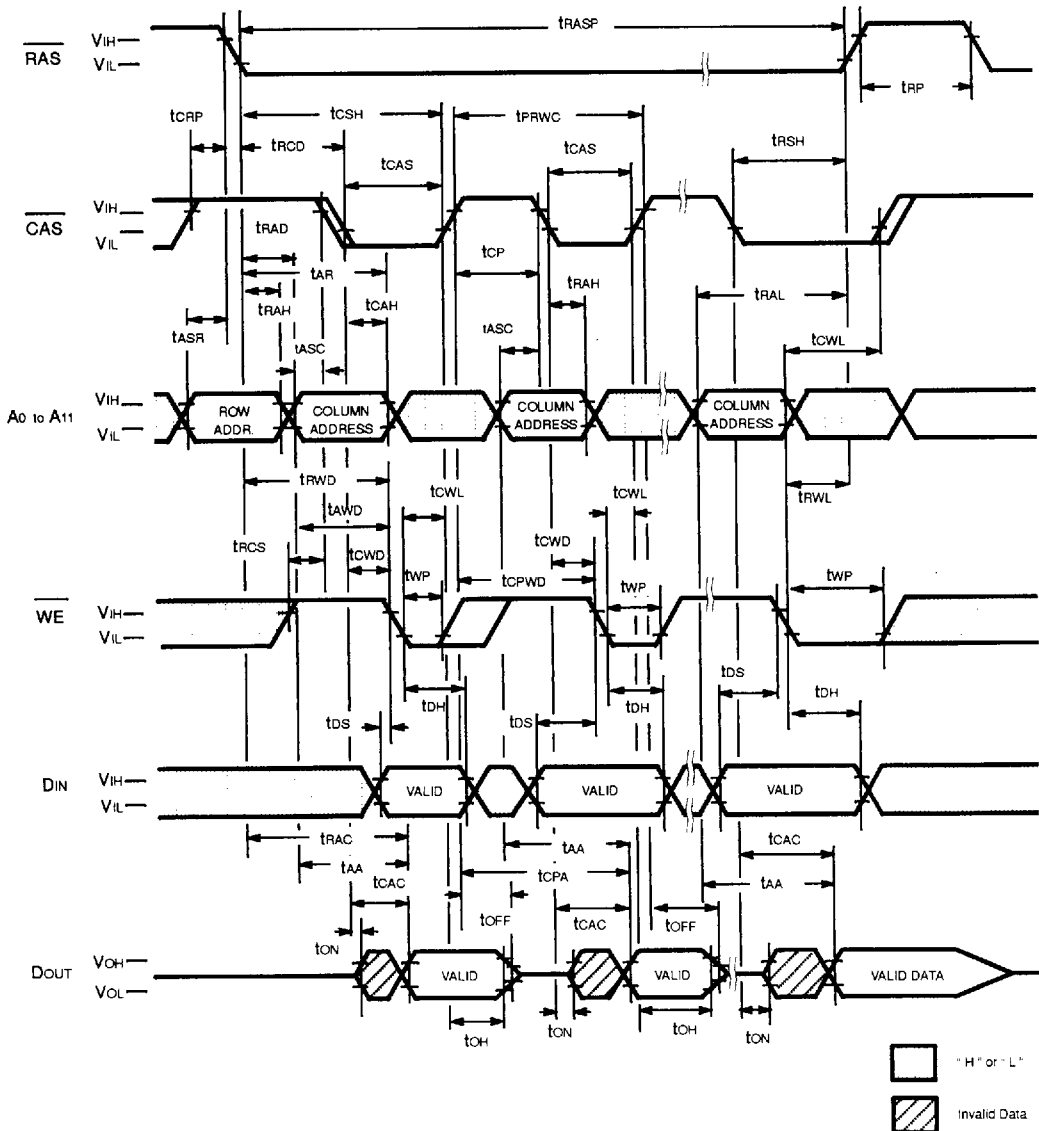 tRASP
RAS
VIH
VIL
tRP
tCRP
tRCD
tCSH
tPRWC
tCAS
tCAS
tRSH
CAS
VIH
VIL
tRAD
tAR
tRAH
tCAH
tCP
tRAH
tRAL
tASR
tASC
tASC
tCWL
A0 to A11
VIH
VIL
ROW ADDR.
COLUMN ADDRESS
COLUMN ADDRESS
COLUMN ADDRESS
tRWD
tAWD
tCWL
tCWL
tRWL
tRCS
tCWD
tWP
tCPWD
tCWD
tWP
tWP
WE
VIH
VIL
tDS
tDH
tDS
tDH
tDS
tDH
DIN
VIH
VIL
VALID
VALID
VALID
tRAC
tAA
tCAC
tAA
tCPA
tCAC
tAA
tON
tOFF
tCAC
tOFF
DOUT
VOH
VOL
VALID
VALID
VALID DATA
tOH
tON
tOH
tON
"H" or "L"
Invalid Data